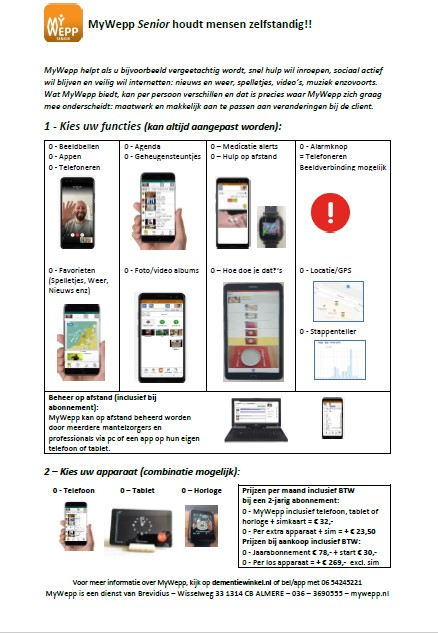 MY
WEPP
SENIOR
MyWepp Senior houdt mensen zelfstandig!!
MyWepp helpt als u bijvoorbeeld vergeetachtig wordt, snel hulp wil inroepen, sociaal actief
wil blijven en veilig wil internetten: nieuws en weer, spelletjes, video's, muziek enzovoorts.
Wat MyWepp biedt, kan per persoon verschillen en dat is precies waar MyWepp zich graag
mee onderscheidt: maatwerk en makkelijk aan te passen aan veranderingen bij de client.
1 - Kies uw functies (kan altijd aangepast worden):
0 - Beeldbellen
0 - Appen
0 - Telefoneren
0 - Agenda
0 - Geheugensteuntjes
0 – Medicatie alerts
0 – Hulp op afstand
0 - Alarmknop
= Telefoneren
Beeldverbinding mogelijk
0 - Favorieten
(Spelletjes, Weer,
Nieuws enz)
0 - Foto/video albums
0 – Hoe doe je dat?'s
0 - Locatie/GPS
0 - Stappenteller
Beheer op afstand (inclusief bij
abonnement):
MyWepp kan op afstand beheerd worden
door meerdere mantelzorgers en
professionals via pc of een app op hun eigen
telefoon of tablet.
2 – Kies uw apparaat (combinatie mogelijk):
0 - Telefoon
0 – Tablet
0 - Horloge
Prijzen per maand inclusief BTW
bij een 2-jarig abonnement:
0 - MyWepp inclusief telefoon, tablet of
horloge + simkaart = € 32,-
0 - Per extra apparaat + sim = + € 23,50
Prijzen bij aankoop inclusief BTW:
0 - Jaarabonnement € 78,- + start € 30,-
0 - Per los apparaat = + € 269,- excl. sim
Voor meer informatie over MyWepp, kijk op dementiewinkel.nl of bel/app met 06 54245221
MyWepp is een dienst van Brevidius – Wisselweg 33 1314 CB ALMERE – 036 – 3690555 – mywepp.nl